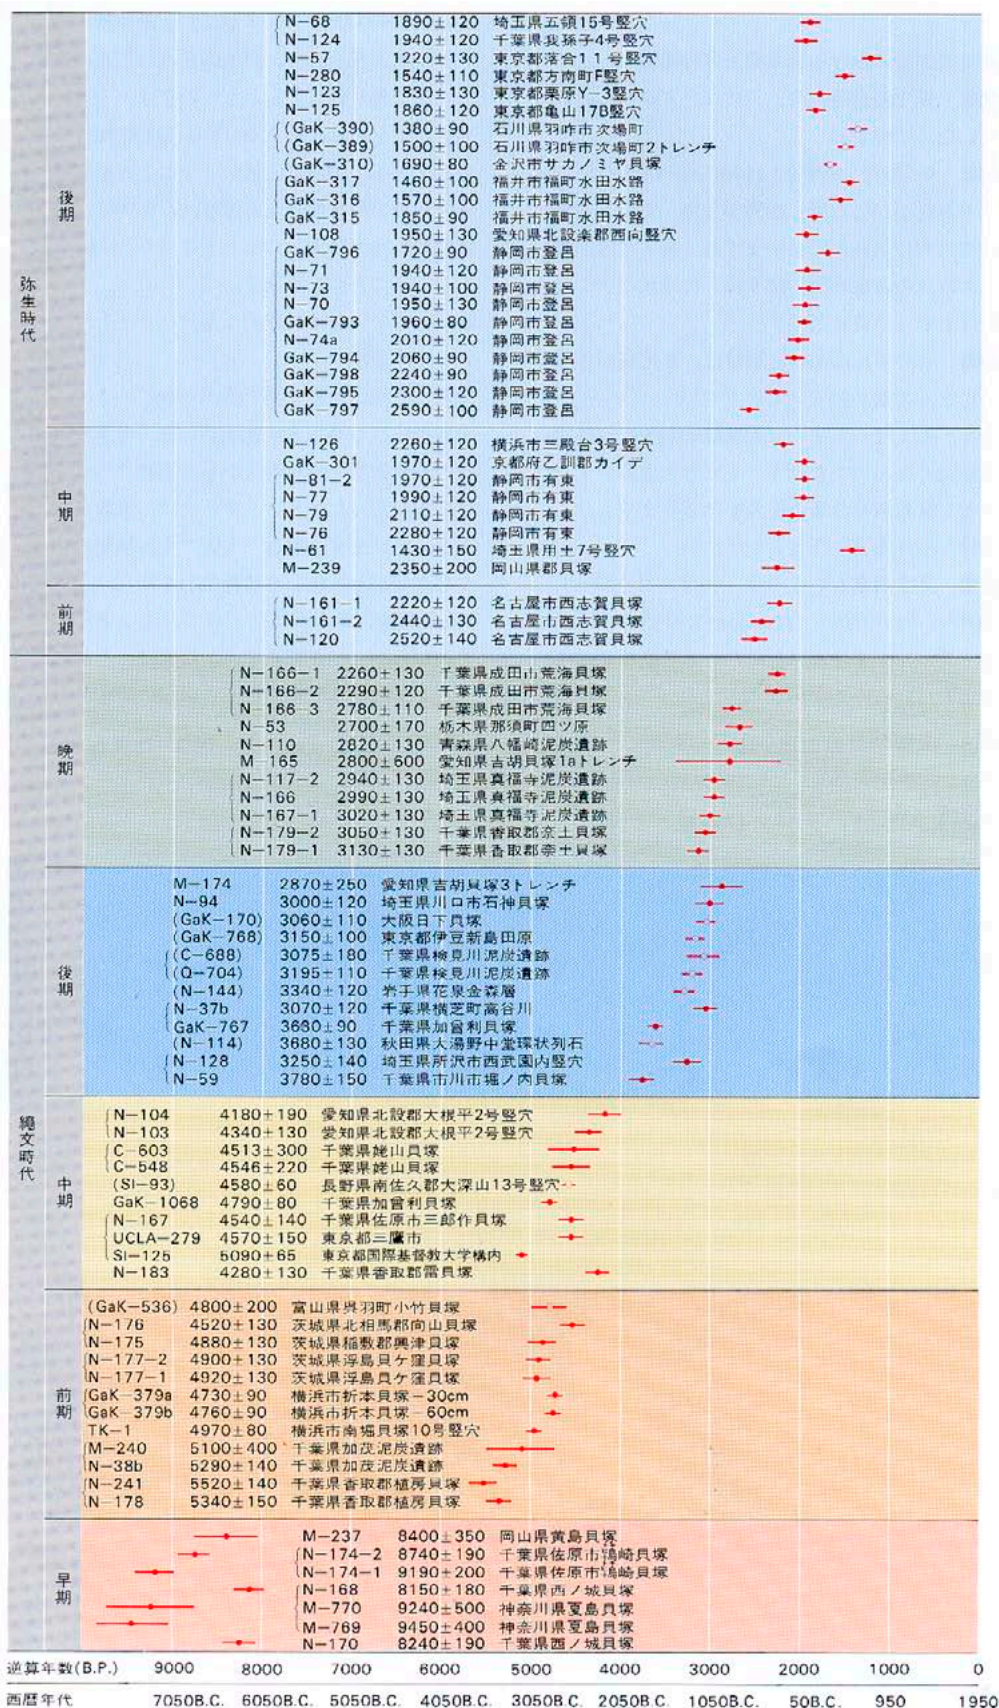 弥生時代
後期
N-68 1890±120 埼玉県五領15号竪穴
N-124 1940±120 千葉県我孫子4号竪穴
N-57 1220±130 東京都落合11号竪穴
N-280 1540±110 東京都方南町F竪穴
N-123 1830±130 東京都栗原Y-3竪穴
N-125 1860±120 東京都亀山17B竪穴
(GaK-390) 1380±90 石川県羽咋市次場町
(GaK-389) 1500±100 石川県羽咋市次場町2トレンチ
(GaK-310) 1690±80 金沢市サカノミヤ貝塚
GaK-317 1460±100 福井市福町水田水路
GaK-316 1570±100 福井市福町水田水路
GaK-315 1850±90 福井市福町水田水路
N-108 1950±130 愛知県北設楽郡西向竪穴
GaK-796 1720±90 静岡市登呂
N-71 1940±120 静岡市登呂
N-73 1940±100 静岡市登呂
N-70 1950±130 静岡市登呂
GaK-793 1960±80 静岡市登呂
N-74a 2010±120 静岡市登呂
GaK-794 2060±90 静岡市登呂
GaK-798 2240±90 静岡市登呂
GaK-795 2300±120 静岡市登呂
GaK-797 2590±100 静岡市登呂
中期
N-126 2260±120 横浜市三殿台3号竪穴
GaK-301 1970±120 京都府乙訓郡カイデ
N-81-2 1970±120 静岡市有東
N-77 1990±120 静岡市有東
N-79 2110±120 静岡市有東
N-76 2280±120 静岡市有東
N-61 1430±150 埼玉県用土7号竪穴
M-239 2350±200 岡山県郡貝塚
前期
N-161-1 2220±120 名古屋市西志賀貝塚
N-161-2 2440±130 名古屋市西志賀貝塚
N-120 2520±140 名古屋市西志賀貝塚
縄文時代
晩期
N-166-1 2260±130 千葉県成田市荒海貝塚
N-166-2 2290±120 千葉県成田市荒海貝塚
N-166-3 2780±110 千葉県成田市荒海貝塚
N-53 2700±170 栃木県那須町四ツ原
N-110 2820±130 青森県八幡崎泥炭遺跡
M-165 2800±600 愛知県吉胡貝塚1aトレンチ
N-117-2 2940±130 埼玉県真福寺泥炭遺跡
N-166 2990±130 埼玉県真福寺泥炭遺跡
N-167-1 3020±130 埼玉県真福寺泥炭遺跡
N-179-2 3050±130 千葉県香取郡奈土貝塚
N-179-1 3130±130 千葉県香取郡奈土貝塚
後期
M-174 2870±250 愛知県吉胡貝塚3トレンチ
N-94 3000±120 埼玉県川口市石神貝塚
(GaK-170) 3060±110 大阪日下貝塚
(GaK-768) 3150±100 東京都伊豆新島田原
(C-688) 3075±180 千葉県検見川泥炭遺跡
(Q-704) 3195±110 千葉県検見川泥炭遺跡
(N-144) 3340±120 岩手県花泉金森層
N-37b 3070±120 千葉県横芝町高谷川
GaK-767 3680±90 千葉県加曽利貝塚
(N-114) 3680±130 秋田県大湯野中堂環状列石
N-128 3250±140 埼玉県所沢市西武園内竪穴
N-59 3780±150 千葉県市川市堀ノ内貝塚
中期
N-104 4180±190 愛知県北設郡大根平2号竪穴
N-103 4340±130 愛知県北設郡大根平2号竪穴
C-603 4513±300 千葉県姥山貝塚
C-548 4546±220 千葉県姥山貝塚
(SI-93) 4580±60 長野県南佐久郡大深山13号竪穴
GaK-1068 4790±80 千葉県加曽利貝塚
N-167 4540±140 千葉県佐原市三郎作貝塚
UCLA-279 4570±150 東京都三鷹市
SI-125 5090±65 東京都国際基督教大学構内
N-183 4280±130 千葉県香取郡雷貝塚
前期
(GaK-536) 4800±200 富山県呉羽町小竹貝塚
N-176 4520±130 茨城県北相馬郡向山貝塚
N-175 4880±130 茨城県稲敷郡興津貝塚
N-177-2 4900±130 茨城県浮島貝ケ窪貝塚
N-177-1 4920±130 茨城県浮島貝ケ窪貝塚
GaK-379a 4730±90 横浜市折本貝塚-30cm
GaK-379b 4760±90 横浜市折本貝塚-60cm
TK-1 4970±80 横浜市南堀貝塚10号竪穴
M-240 5100±400 千葉県加茂泥炭遺跡
N-38b 5290±140 千葉県加茂泥炭遺跡
N-241 5520±140 千葉県香取郡植房貝塚
N-178 5340±150 千葉県香取郡植房貝塚
早期
M-237 8400±350 岡山県黄島貝塚
N-174-2 8740±190 千葉県佐原市鴇崎貝塚
N-174-1 9190±200 千葉県佐原市鴇崎貝塚
N-168 8150±180 千葉県西ノ城貝塚
M-770 9240±500 神奈川県夏島貝塚
M-769 9450±400 神奈川県夏島貝塚
N-170 8240±190 千葉県西ノ城貝塚
逆算年数(B.P.) 9000 8000 7000 6000 5000 4000 3000 2000 1000 0
西暦年代 7050B.C. 6050B.C. 5050B.C. 4050B.C. 3050B.C. 2050B.C. 1050B.C. 50B.C. 950 1950